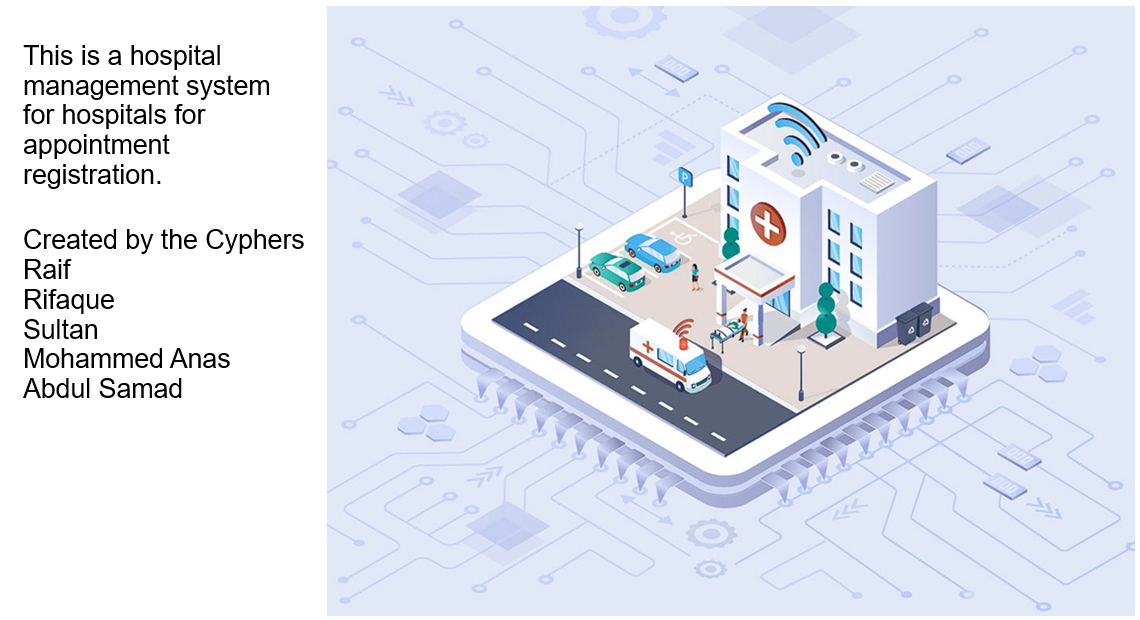 This is a hospital
management system
for hospitals for
appointment
registration.
Created by the Cyphers
Raif
Rifaque
Sultan
Mohammed Anas
Abdul Samad
P